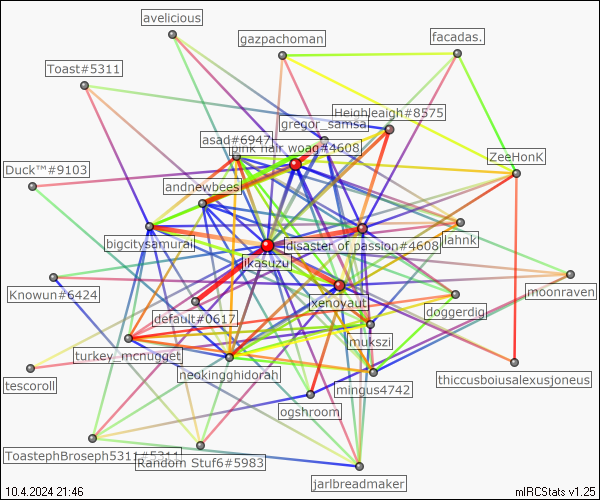 avelicious
gazpachoman
facadas.
Toast#5311
Heighleaigh#8575
gregor_samsa
asad#6947
pink hair woag#4608
ZeeHonK
Duck™#9103
andnewbees
bigcitysamurai
disaster of passion#4608
lahnk
ikasuzu
Knowun#6424
xenoyaut
moonraven
default#0617
doggerdig
mukszi
turkey_mcnugget
neokingghidorah
tescoroll
mingus4742
thiccusboiusalexusjoneus
ogshroom
ToastephBroseph5311#5311
Random Stuf6#5983
jarlbreadmaker
10.4.2024 21:46
mIRCStats v1.25